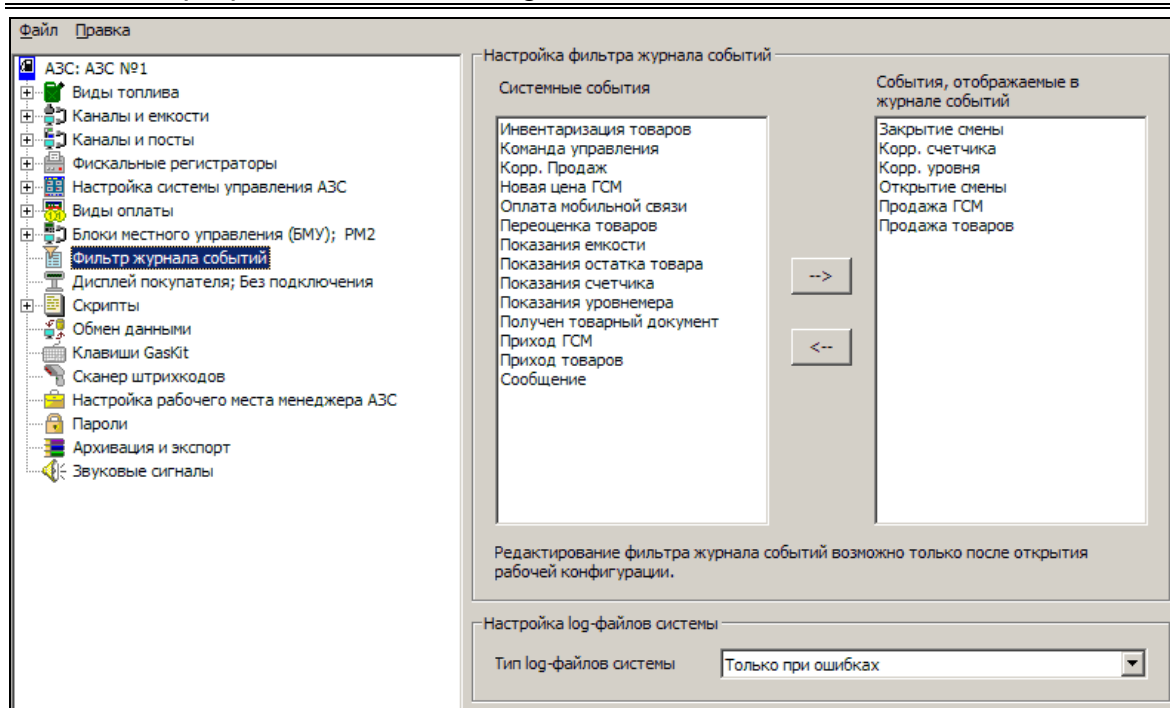 Файл Правка
АЗС: АЗС №1
Виды топлива
Каналы и емкости
Каналы и посты
Фискальные регистраторы
Настройка системы управления АЗС
Виды оплаты
Блоки местного управления (БМУ); РМ2
Фильтр журнала событий
Дисплей покупателя; Без подключения
Скрипты
Обмен данными
Клавиши GasKit
Сканер штрихкодов
Настройка рабочего места менеджера АЗС
Пароли
Архивация и экспорт
Звуковые сигналы
Настройка фильтра журнала событий
Системные события
Инвентаризация товаров
Команда управления
Корр. Продаж
Новая цена ГСМ
Оплата мобильной связи
Переоценка товаров
Показания емкости
Показания остатка товара
Показания счетчика
Показания уровнемера
Получен товарный документ
Приход ГСМ
Приход товаров
Сообщение
-->
<--
События, отображаемые в
журнале событий
Закрытие смены
Корр. счетчика
Корр. уровня
Открытие смены
Продажа ГСМ
Продажа товаров
Редактирование фильтра журнала событий возможно только после открытия
рабочей конфигурации.
Настройка log-файлов системы
Тип log-файлов системы Только при ошибках